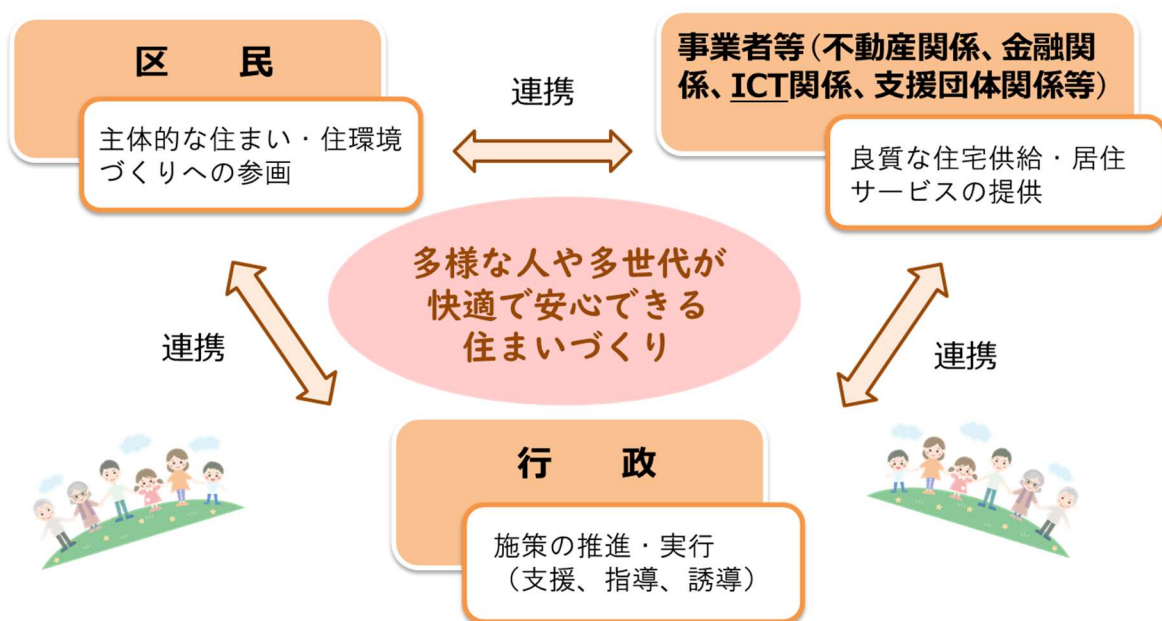 区　民
主体的な住まい・住環境
づくりへの参画
連携
事業者等（不動産関係、金融関
係、ICT関係、支援団体関係等）
良質な住宅供給・居住
サービスの提供
多様な人や多世代が
快適で安心できる
住まいづくり
連携
連携
行　政
施策の推進・実行
（支援、指導、誘導）